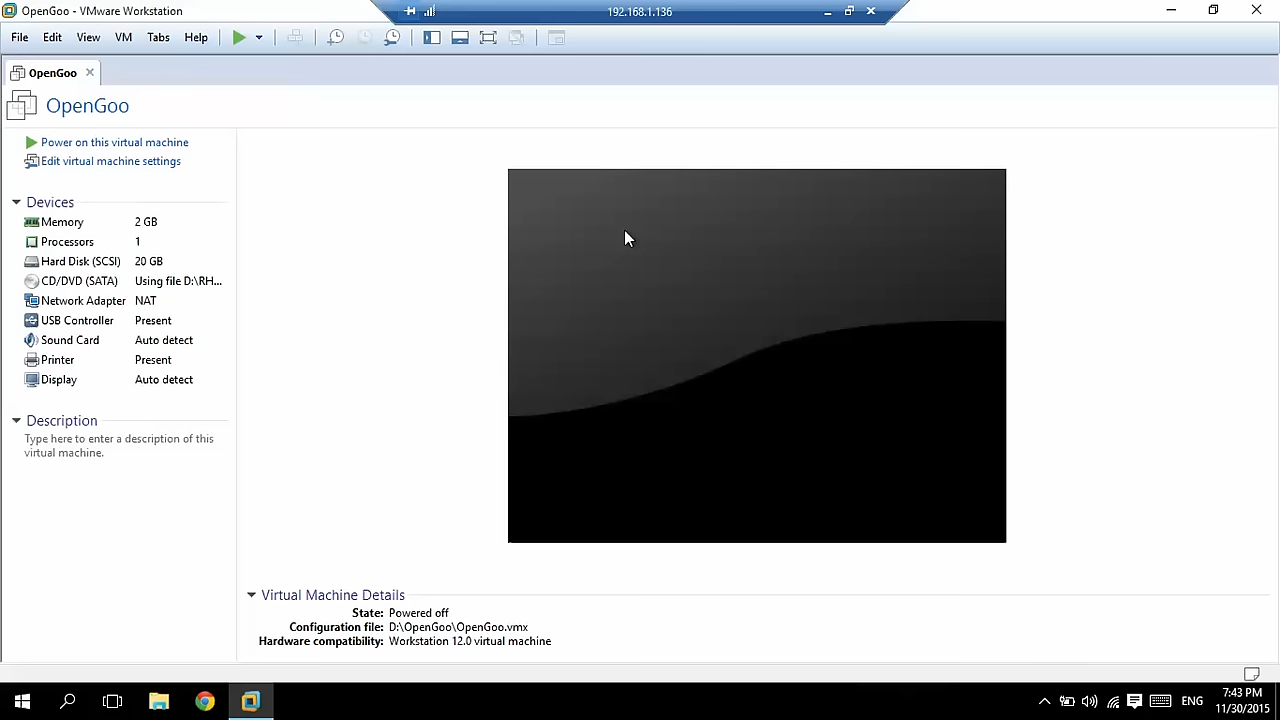 OpenGoo - VMware Workstation
192.168.1.136
File Edit View VM Tabs Help
OpenGoo
OpenGoo
Power on this virtual machine
Edit virtual machine settings
Devices
Memory 2 GB
Processors 1
Hard Disk (SCSI) 20 GB
CD/DVD (SATA) Using file D:\RH...
Network Adapter NAT
USB Controller Present
Sound Card Auto detect
Printer Present
Display Auto detect
Description
Type here to enter a description of this
virtual machine.
Virtual Machine Details
State: Powered off
Configuration file: D:\OpenGoo\OpenGoo.vmx
Hardware compatibility: Workstation 12.0 virtual machine
ENG
7:43 PM
11/30/2015